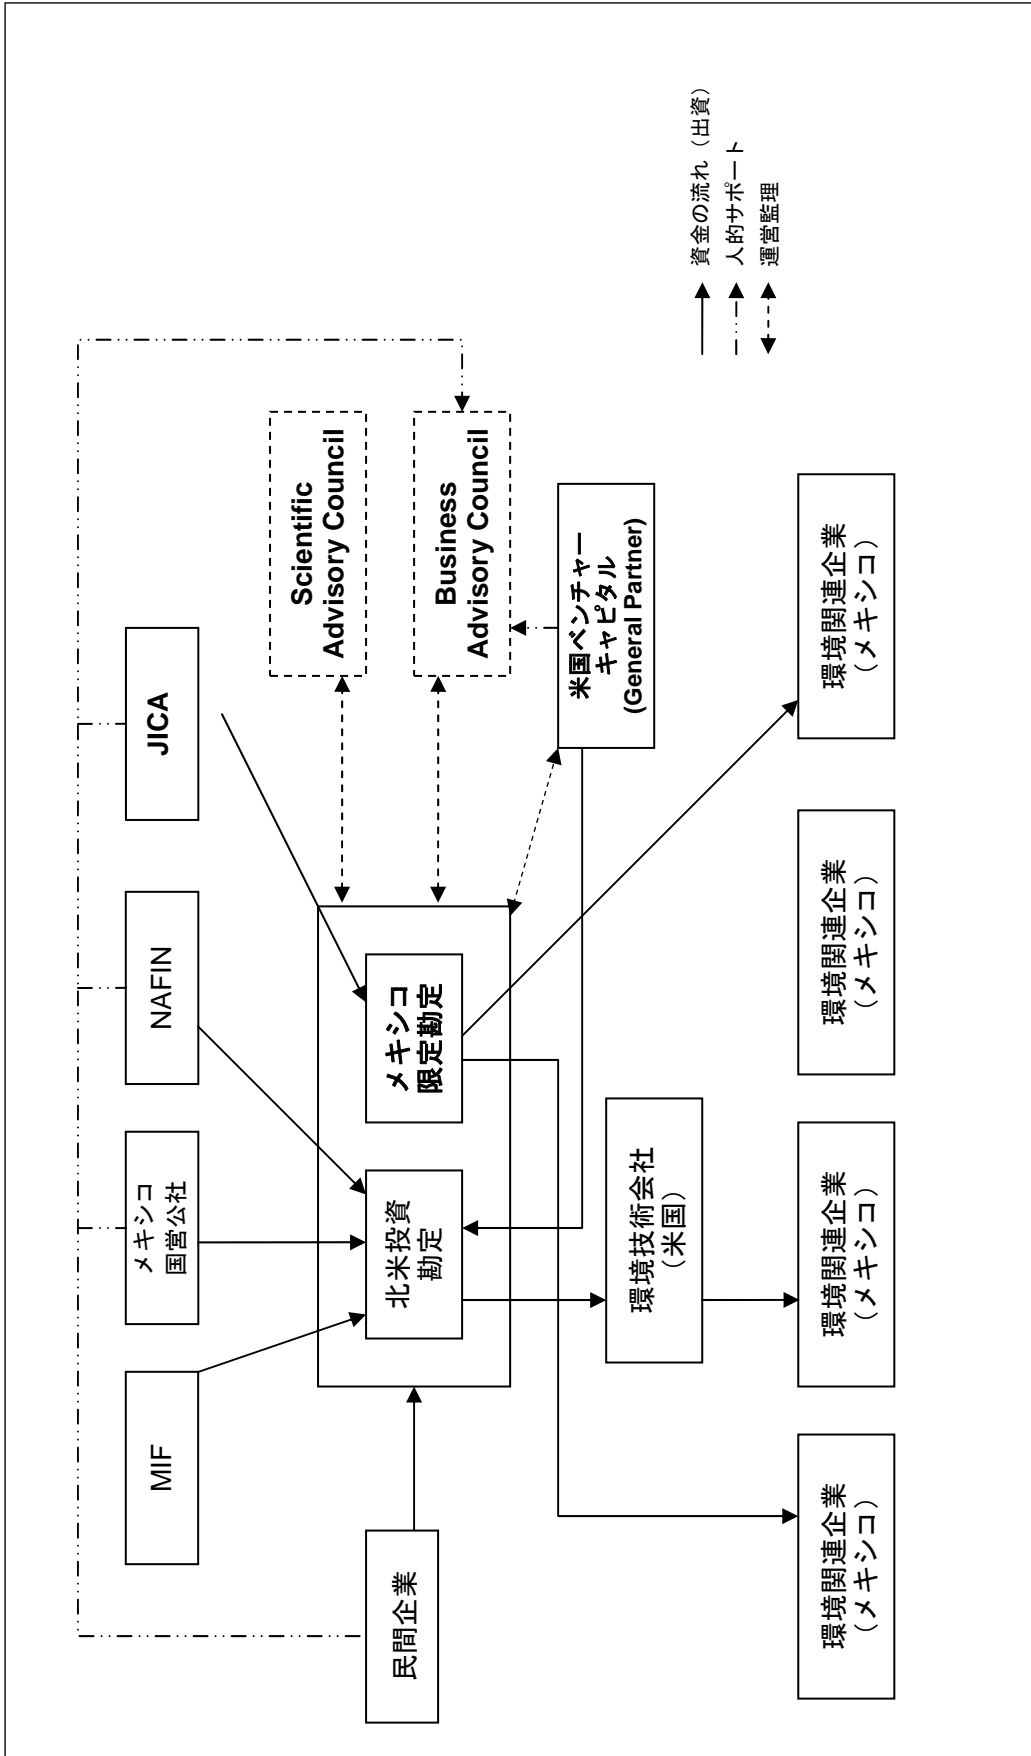 MIF
メキシコ
国営公社
NAFIN
JICA
民間企業
北米投資
勘定
メキシコ
限定勘定
Scientific
Advisory Council
Business
Advisory Council
米国ベンチャー
キャピタル
(General Partner)
環境技術会社
（米国）
環境関連企業
（メキシコ）
環境関連企業
（メキシコ）
環境関連企業
（メキシコ）
環境関連企業
（メキシコ）
資金の流れ（出資）
人的サポート
運営監理